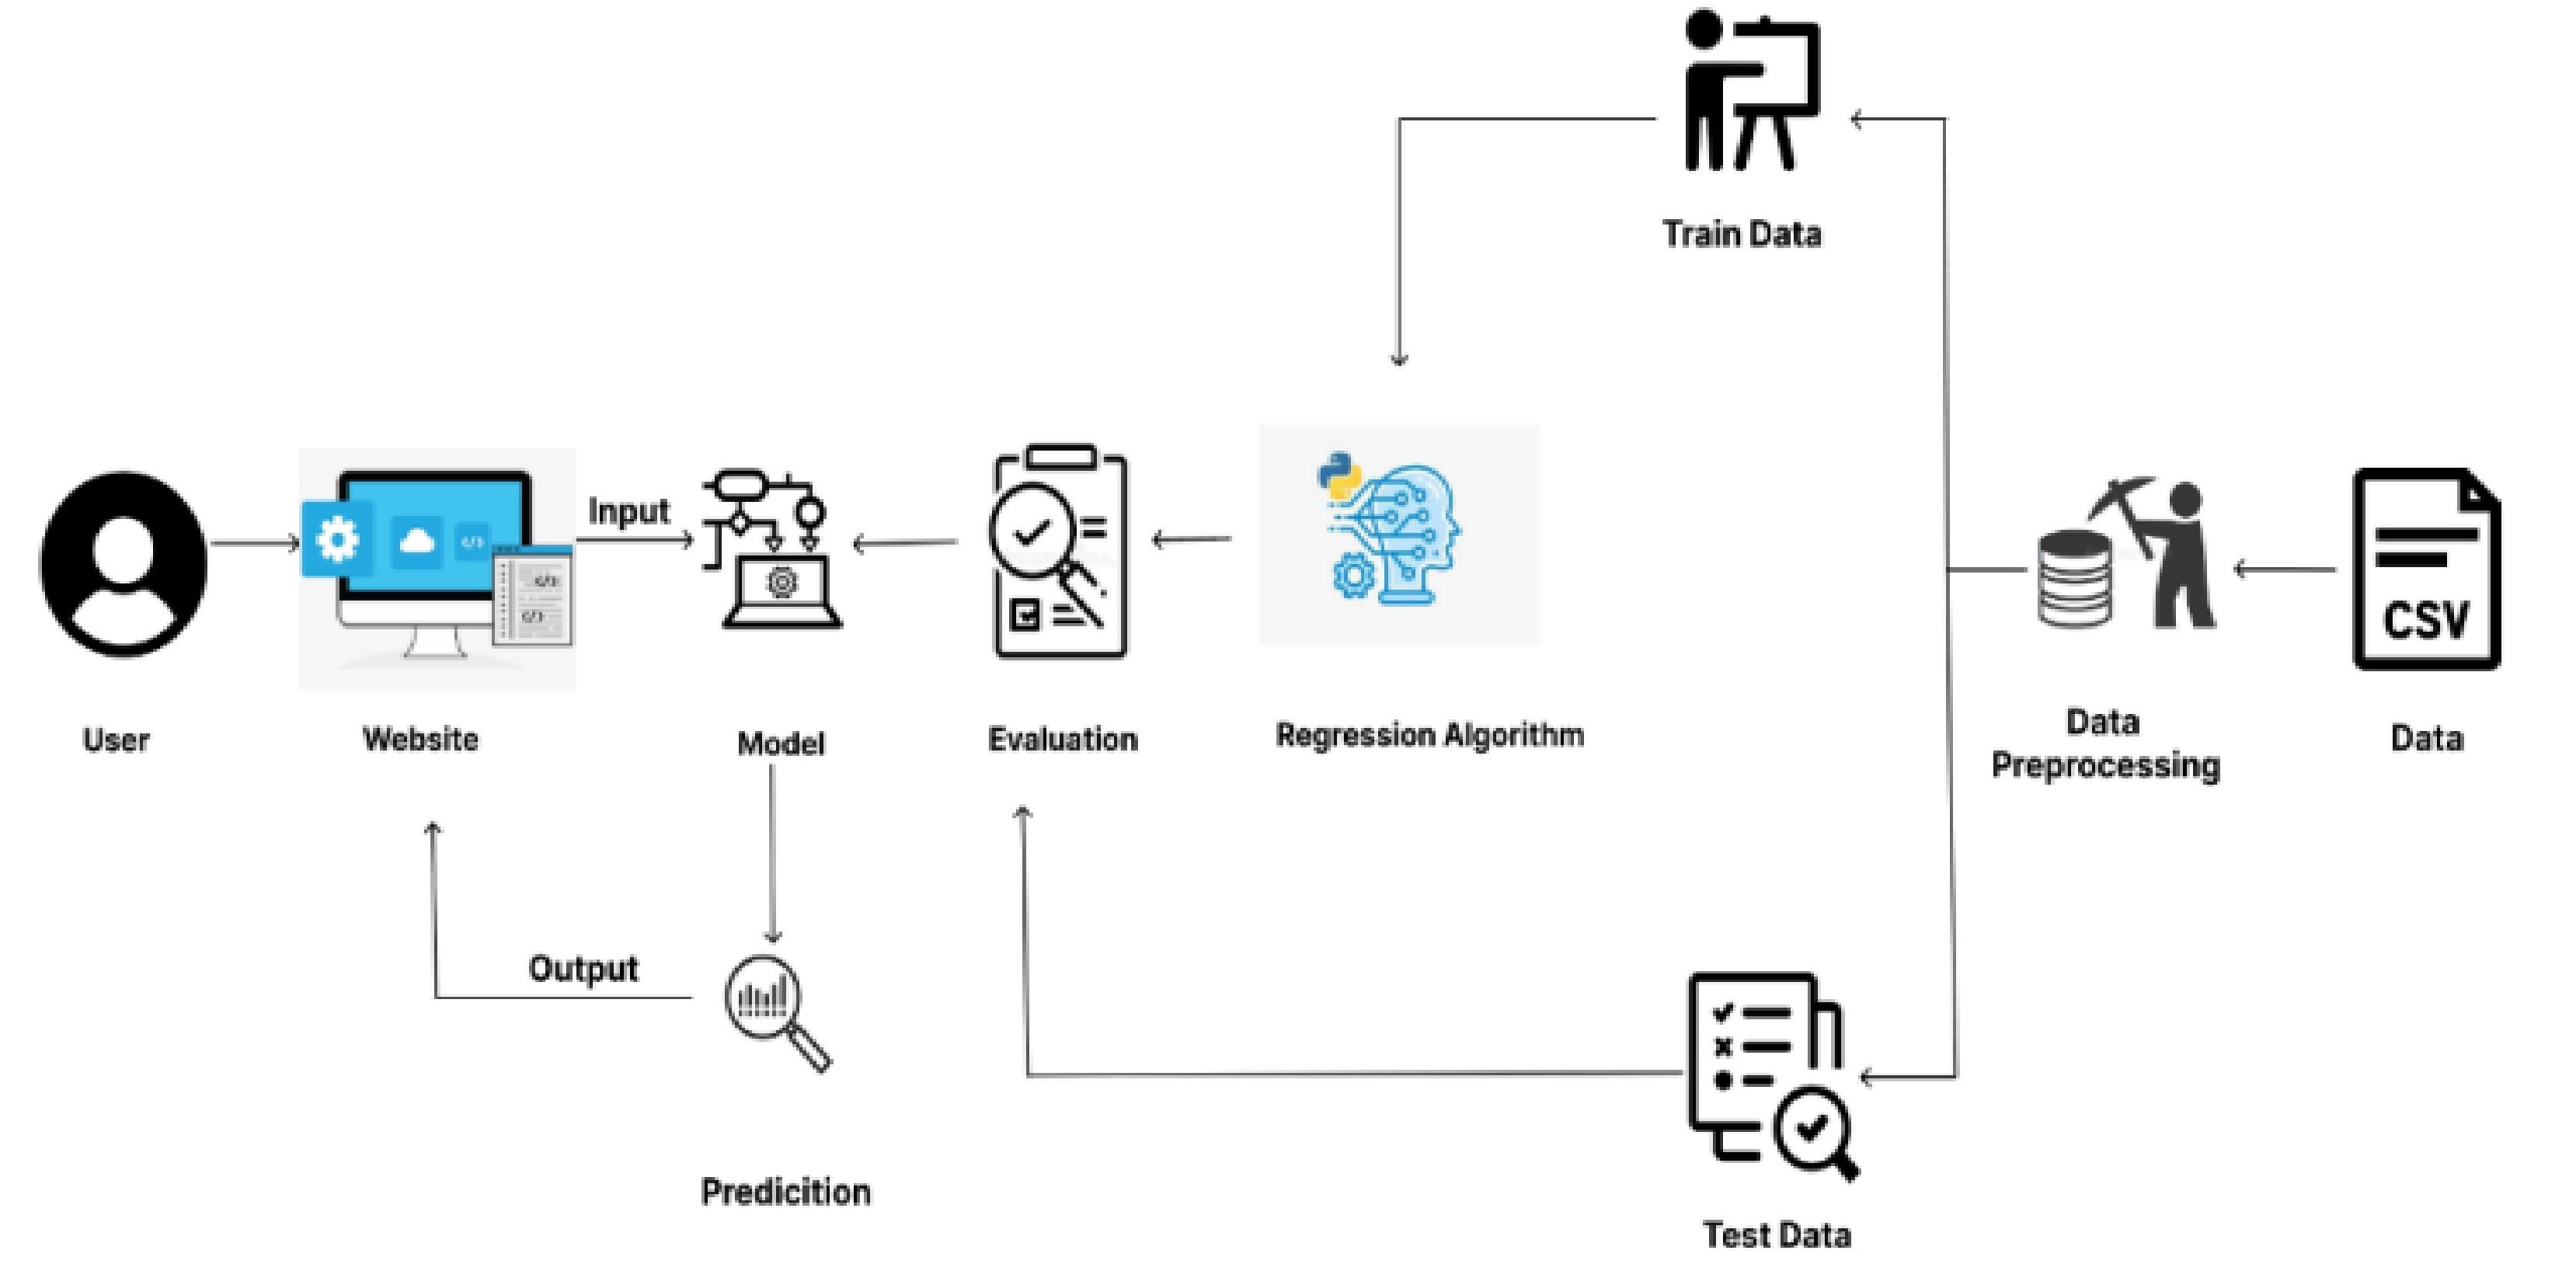 Train Data
Input
</>
</>
</>
CSV
User
Website
Model
Evaluation
Regression Algorithm
Data
Preprocessing
Data
Output
Predicition
Test Data